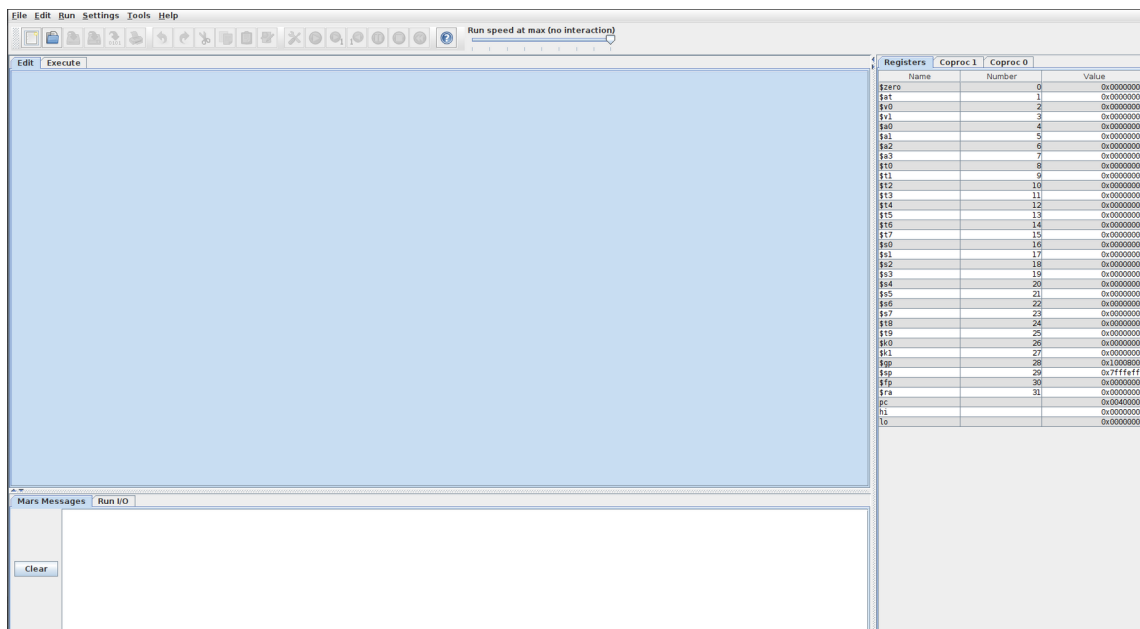 File Edit Run Settings Tools Help
Run speed at max (no interaction)
Edit Execute
Registers Coproc 1 Coproc 0
Name Number Value
$zero 0 0x0000000
$at 1 0x0000000
$v0 2 0x0000000
$v1 3 0x0000000
$a0 4 0x0000000
$a1 5 0x0000000
$a2 6 0x0000000
$a3 7 0x0000000
$t0 8 0x0000000
$t1 9 0x0000000
$t2 10 0x0000000
$t3 11 0x0000000
$t4 12 0x0000000
$t5 13 0x0000000
$t6 14 0x0000000
$t7 15 0x0000000
$s0 16 0x0000000
$s1 17 0x0000000
$s2 18 0x0000000
$s3 19 0x0000000
$s4 20 0x0000000
$s5 21 0x0000000
$s6 22 0x0000000
$s7 23 0x0000000
$t8 24 0x0000000
$t9 25 0x0000000
$k0 26 0x0000000
$k1 27 0x0000000
$gp 28 0x1000800
$sp 29 0x7fffeff
$fp 30 0x0000000
$ra 31 0x0000000
pc 0x0040000
hi 0x0000000
lo 0x0000000
Mars Messages Run I/O
Clear